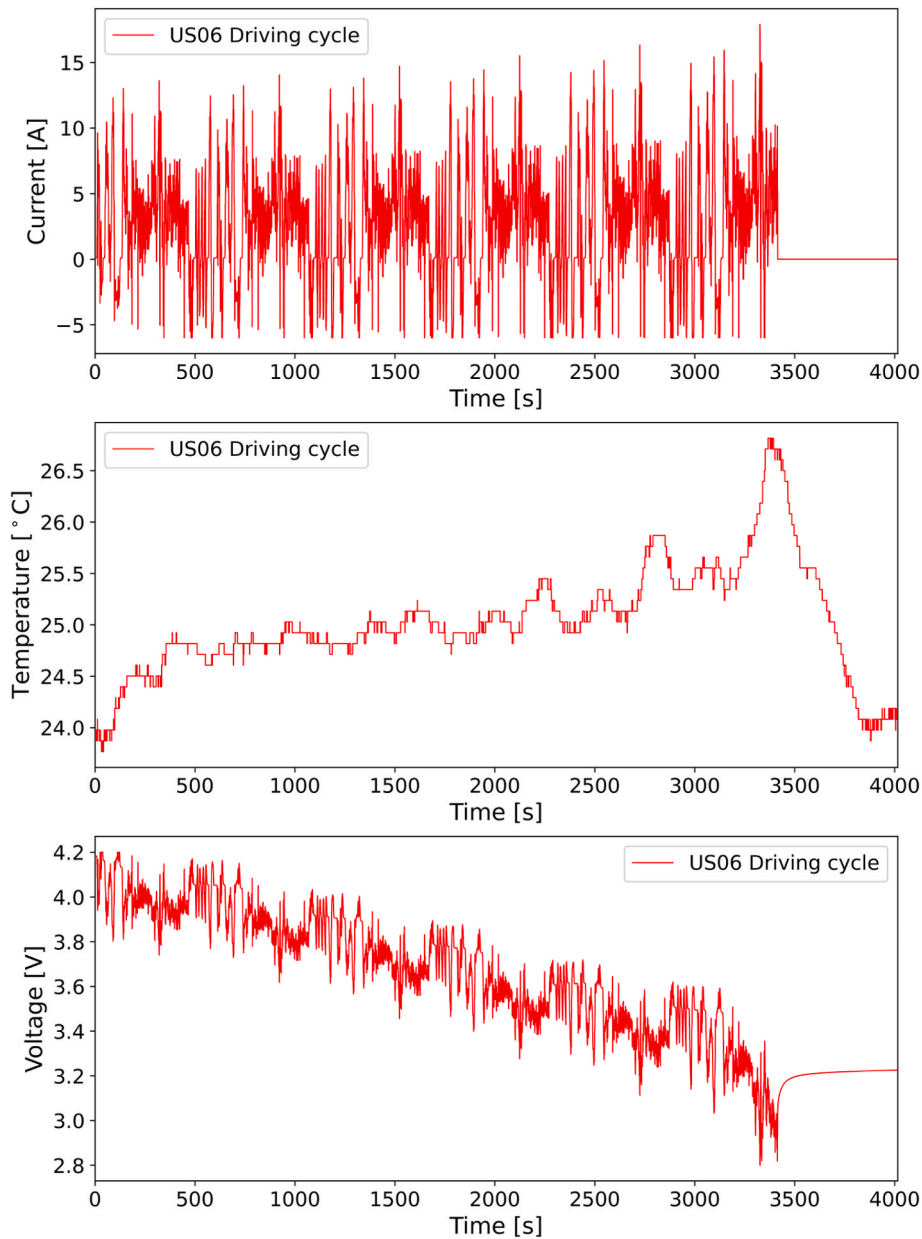 US06 Driving cycle
Current [A]
15
10
5
0
−5
0 500 1000 1500 2000 2500 3000 3500 4000
Time [s]
US06 Driving cycle
Temperature [°C]
26.5
26.0
25.5
25.0
24.5
24.0
0 500 1000 1500 2000 2500 3000 3500 4000
Time [s]
US06 Driving cycle
Voltage [V]
4.2
4.0
3.8
3.6
3.4
3.2
3.0
2.8
0 500 1000 1500 2000 2500 3000 3500 4000
Time [s]